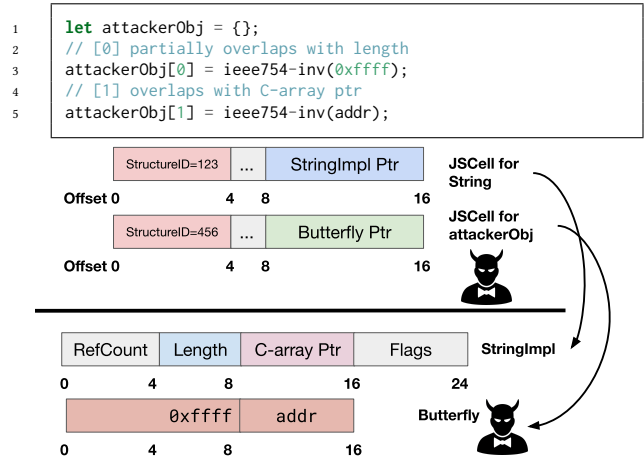 1 let attackerObj = {};
2 // [0] partially overlaps with length
3 attackerObj[0] = ieee754-inv(0xffff);
4 // [1] overlaps with C-array ptr
5 attackerObj[1] = ieee754-inv(addr);
StructureID=123 ... StringImpl Ptr
JSCell for
String
Offset 0 4 8 16
StructureID=456 ... Butterfly Ptr
JSCell for
attackerObj
Offset 0 4 8 16
RefCount Length C-array Ptr Flags StringImpl
0 4 8 16 24
0xffff addr Butterfly
0 4 8 16